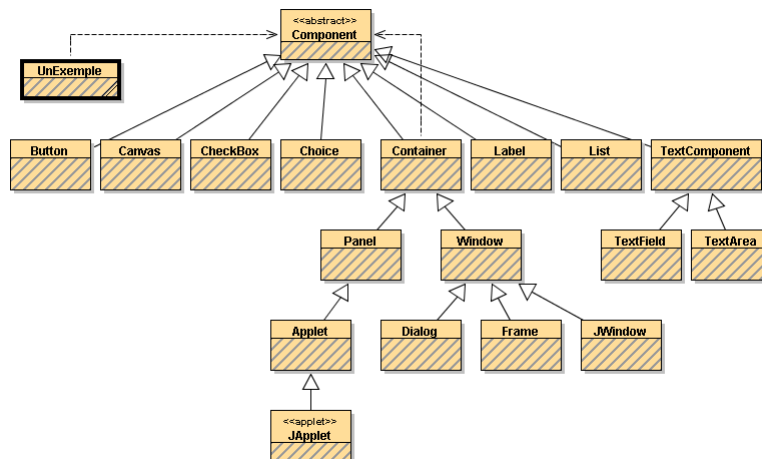 <<abstract>>
Component
UnExemple
Button
Canvas
CheckBox
Choice
Container
Label
List
TextComponent
Panel
Window
TextField
TextArea
Applet
Dialog
Frame
JWindow
<<applet>>
JApplet